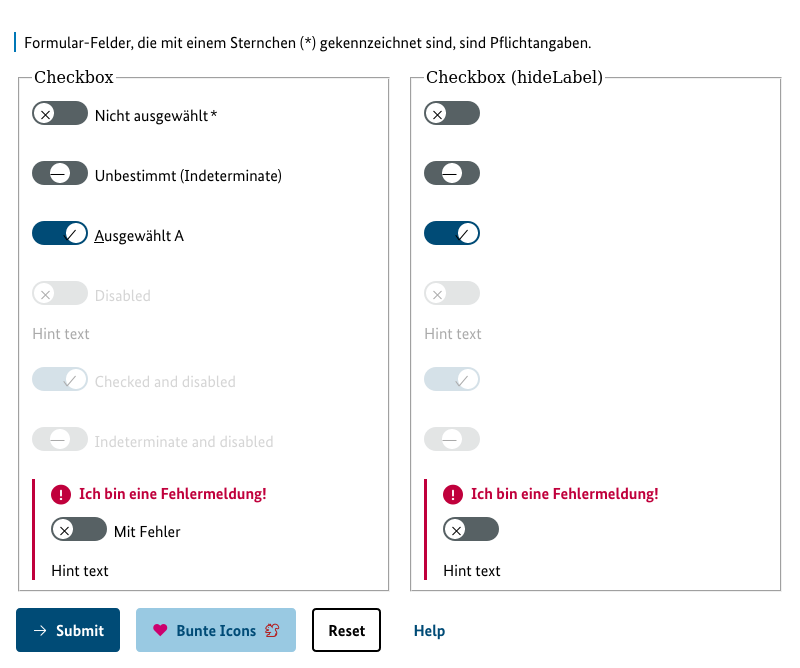 Formular-Felder, die mit einem Sternchen (*) gekennzeichnet sind, sind Pflichtangaben.
Checkbox
Nicht ausgewählt *
Unbestimmt (Indeterminate)
Ausgewählt A
Disabled
Hint text
Checked and disabled
Indeterminate and disabled
Ich bin eine Fehlermeldung!
Mit Fehler
Hint text
Checkbox (hideLabel)
Hint text
Ich bin eine Fehlermeldung!
Hint text
Submit
Bunte Icons
Reset
Help